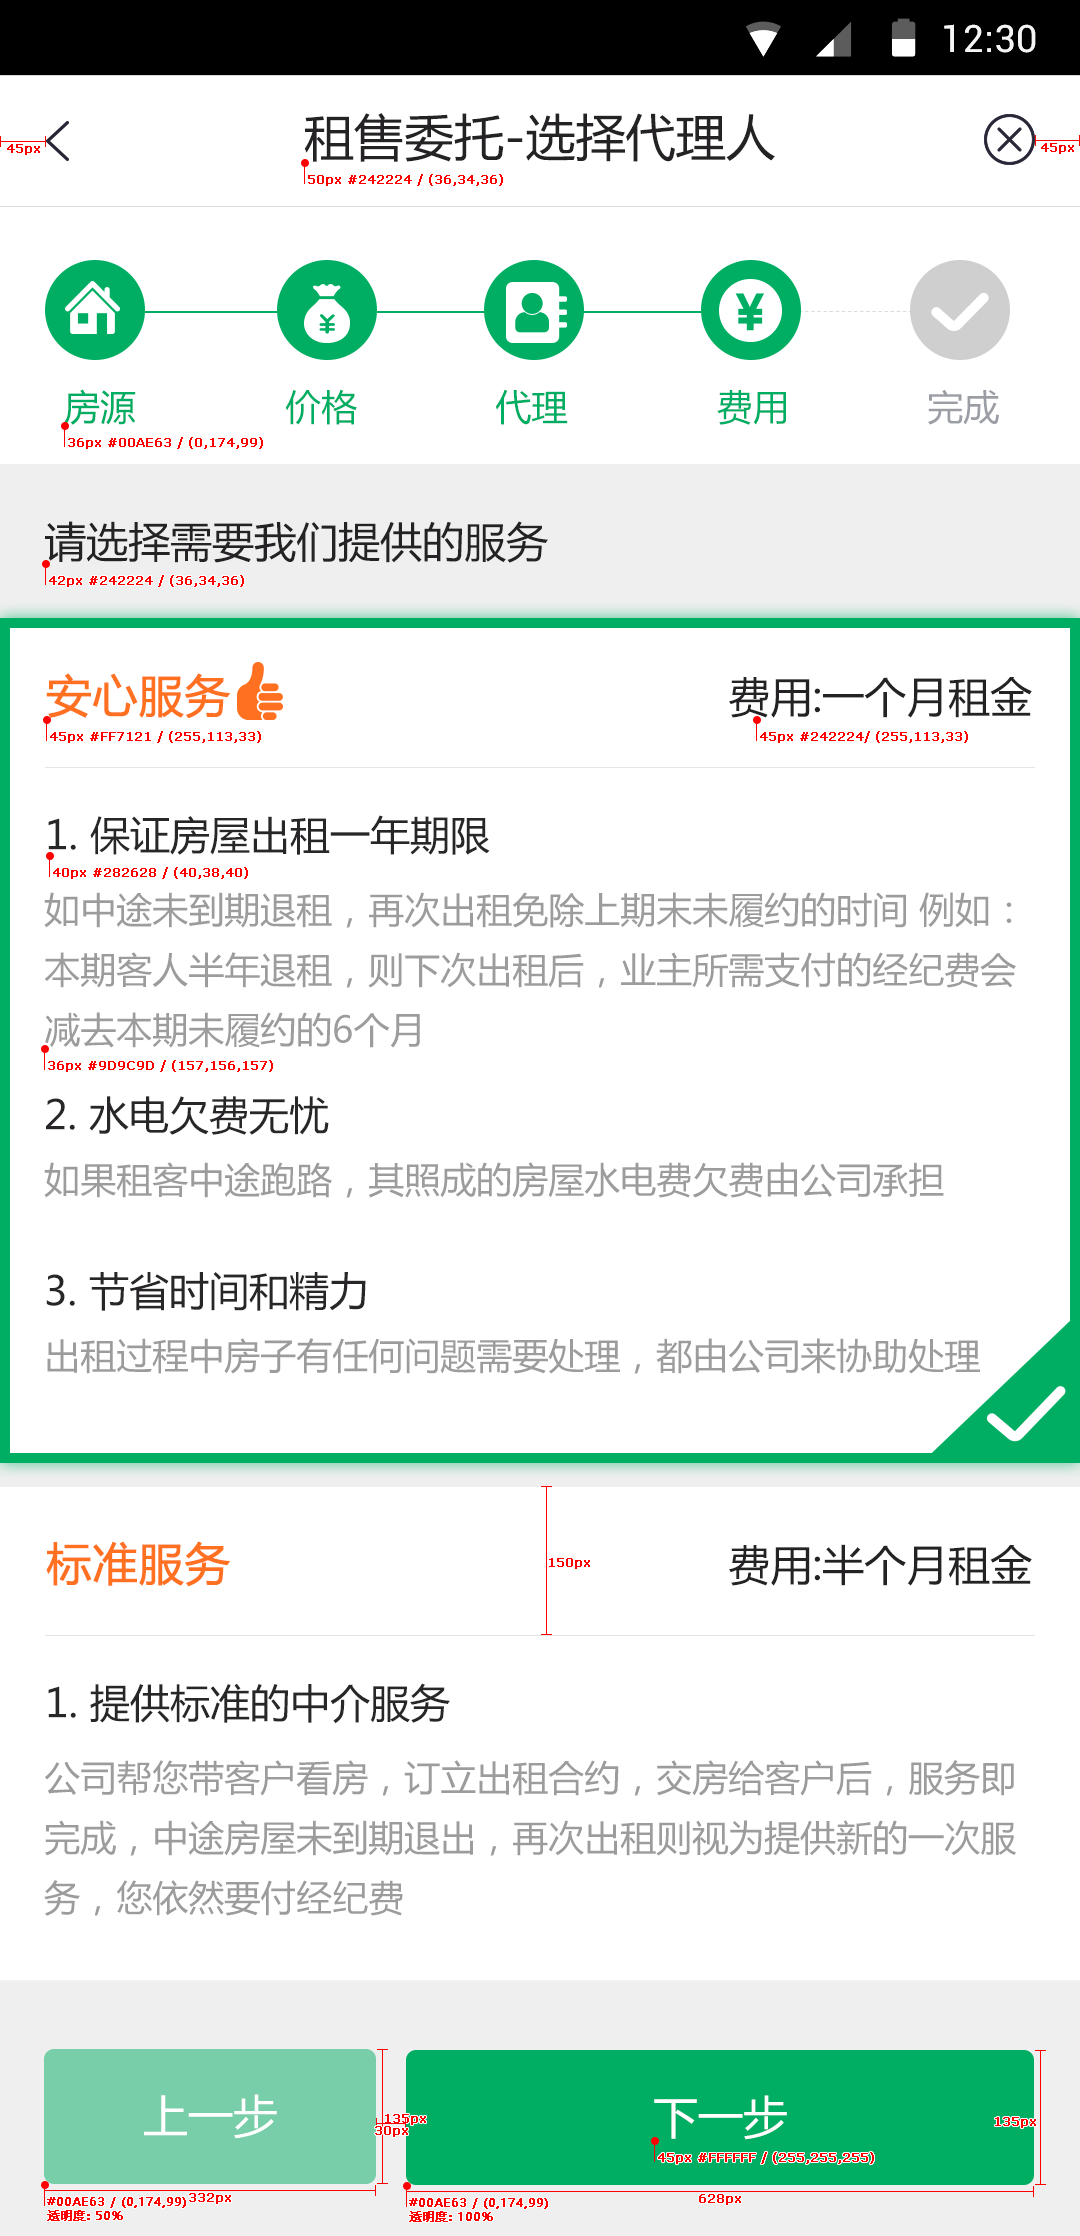 12:30
租售委托-选择代理人
45px
45px
50px #242224 / (36,34,36)
房源
价格
代理
费用
完成
36px #00AE63 / (0,174,99)
请选择需要我们提供的服务
42px #242224 / (36,34,36)
安心服务
费用:一个月租金
45px #FF7121 / (255,113,33)
45px #242224/ (255,113,33)
1. 保证房屋出租一年期限
40px #282628 / (40,38,40)
如中途未到期退租，再次出租免除上期末未履约的时间 例如：
本期客人半年退租，则下次出租后，业主所需支付的经纪费会
减去本期未履约的6个月
36px #9D9C9D / (157,156,157)
2. 水电欠费无忧
如果租客中途跑路，其照成的房屋水电费欠费由公司承担
3. 节省时间和精力
出租过程中房子有任何问题需要处理，都由公司来协助处理
标准服务
150px
费用:半个月租金
1. 提供标准的中介服务
公司帮您带客户看房，订立出租合约，交房给客户后，服务即
完成，中途房屋未到期退出，再次出租则视为提供新的一次服
务，您依然要付经纪费
上一步
下一步
135px
30px
135px
45px #FFFFFF / (255,255,255)
#00AE63 / (0,174,99)
332px
透明度: 50%
#00AE63 / (0,174,99)
628px
透明度: 100%